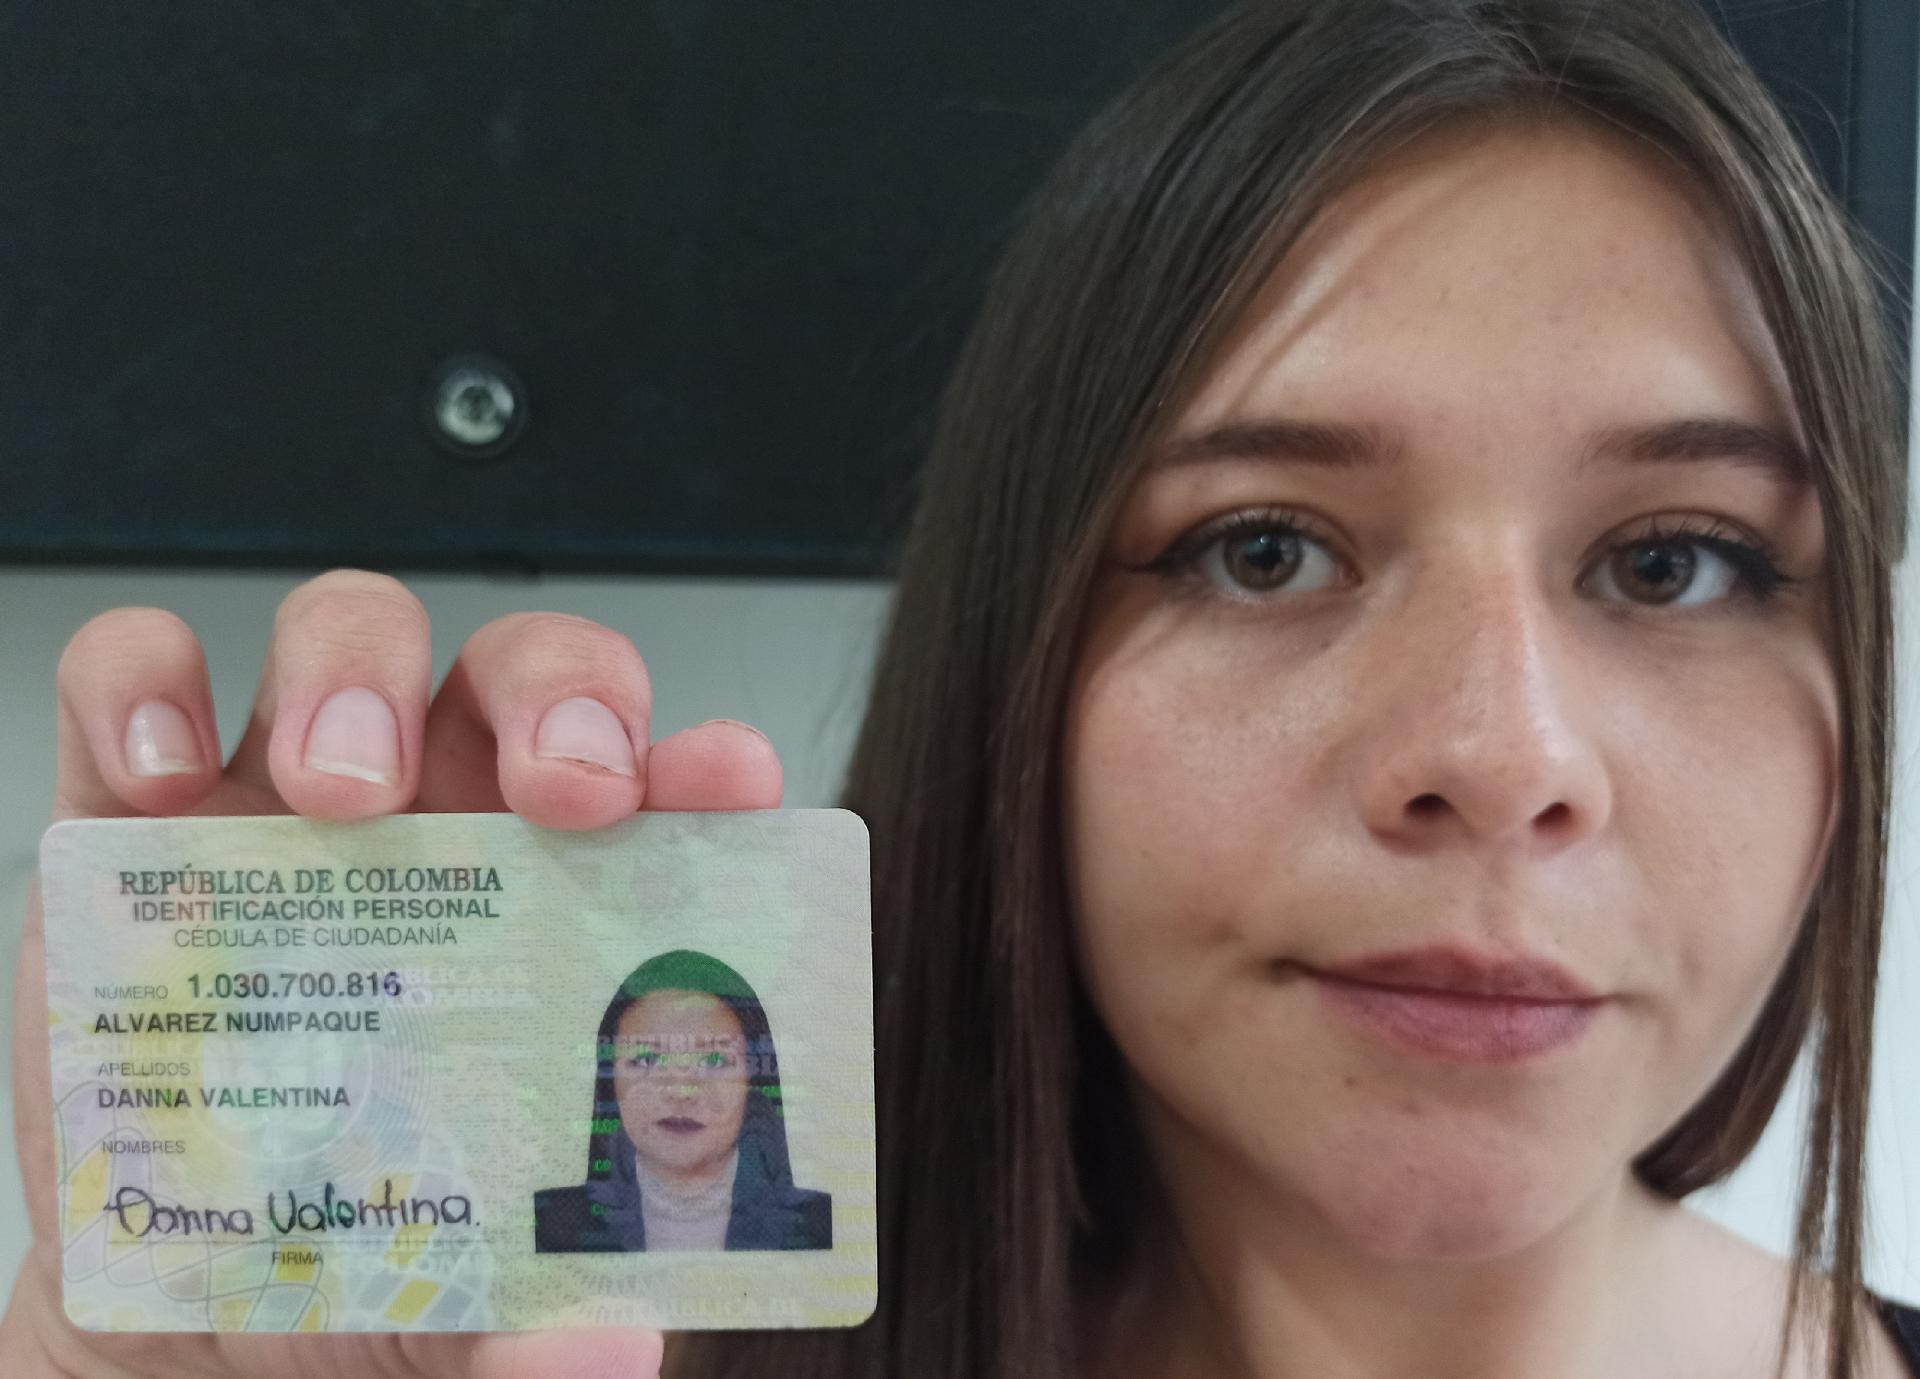 REPÚBLICA DE COLOMBIA
IDENTIFICACIÓN PERSONAL
CÉDULA DE CIUDADANÍA
NÚMERO 1.030.700.816
ALVAREZ NUMPAQUE
APELLIDOS
DANNA VALENTINA
NOMBRES
Danna Valentina.
FIRMA